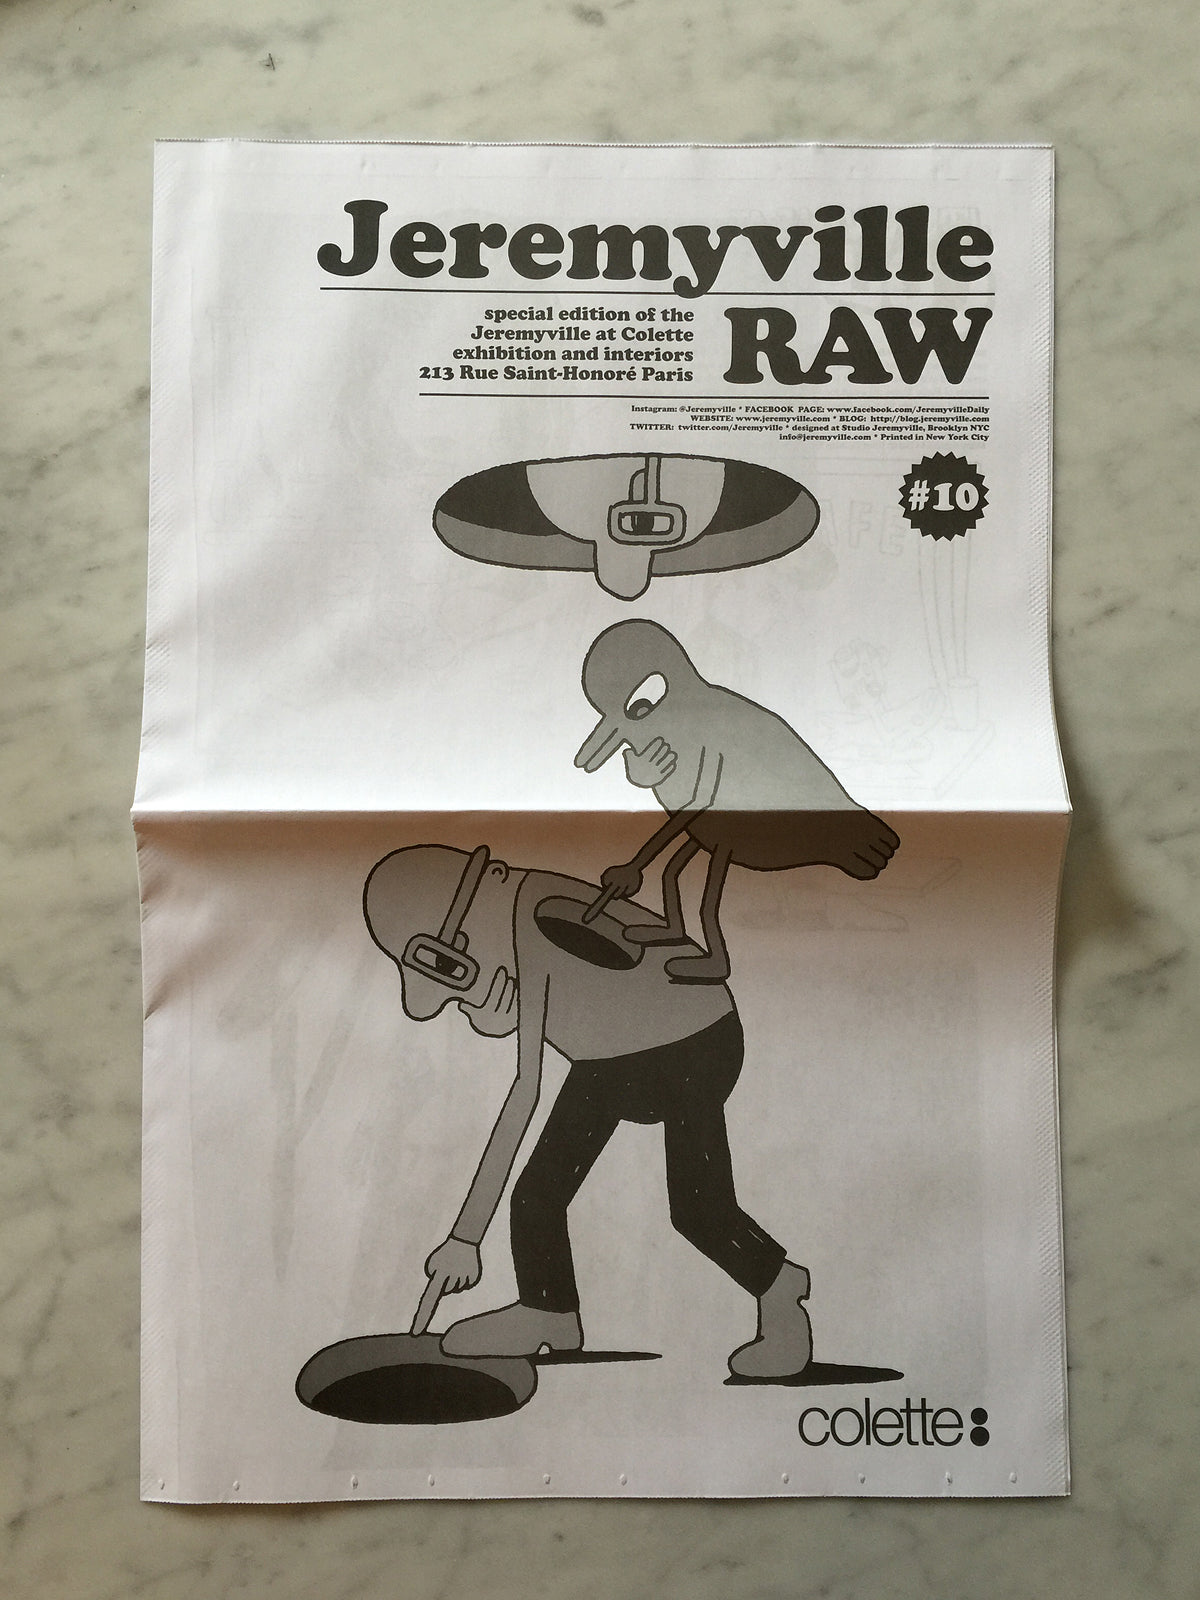 Jeremyville
RAW
special edition of the
Jeremyville at Colette
exhibition and interiors
213 Rue Saint-Honoré Paris
Instagram: @Jeremyville * FACEBOOK PAGE: www.facebook.com/JeremyvilleDaily
WEBSITE: www.jeremyville.com * BLOG: http://blog.jeremyville.com
TWITTER: twitter.com/Jeremyville * designed at Studio Jeremyville, Brooklyn NYC
info@jeremyville.com * Printed in New York City
#10
colette: